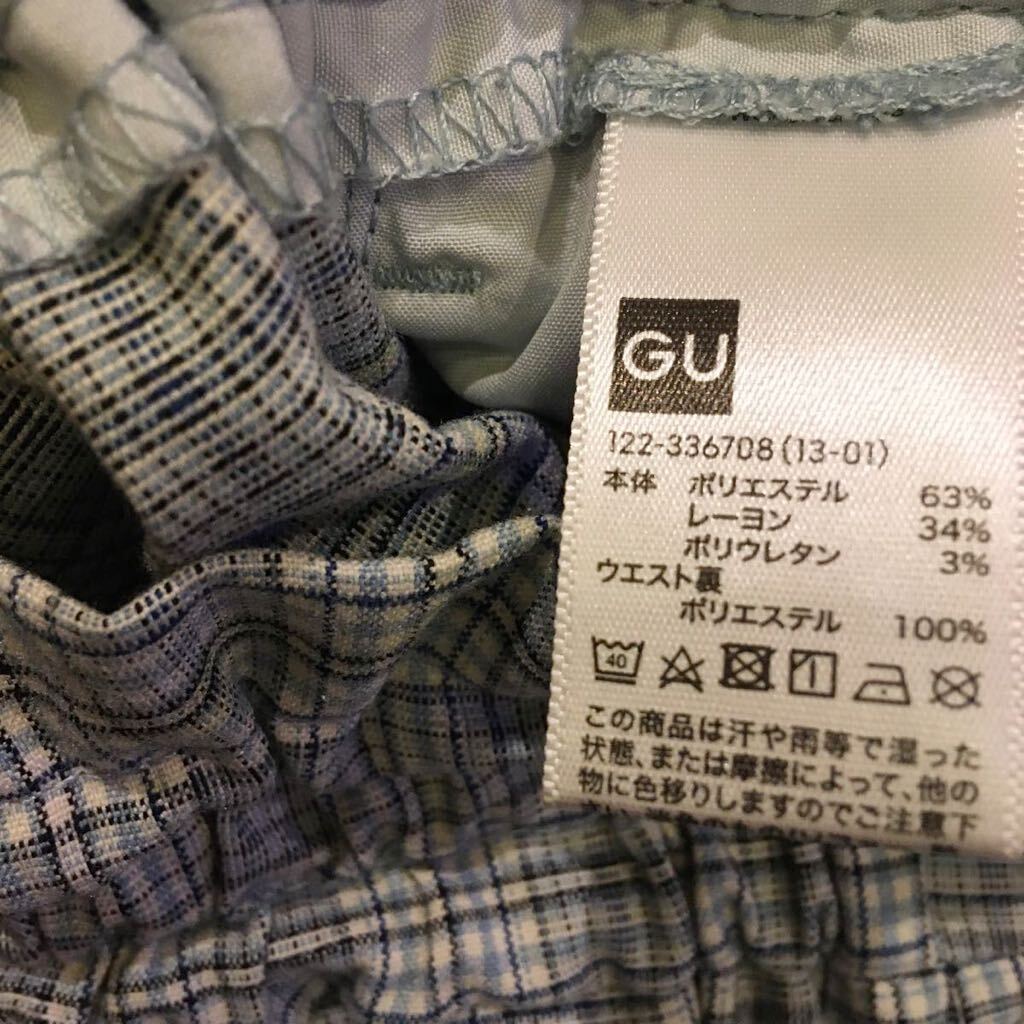 GU
122-336708(13-01)
本体 ポリエステル 63%
レーヨン 34%
ポリウレタン 3%
ウエスト裏
ポリエステル 100%
40
この商品は汗や雨等で湿った
状態、または摩擦によって、他の
物に色移りしますのでご注意下